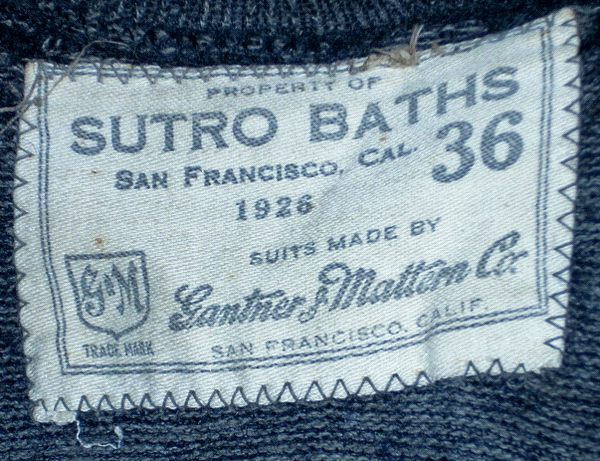 PROPERTY OF
SUTRO BATHS
SAN FRANCISCO, CAL. 36
1926
SUITS MADE BY
G&M Gantner & Mattern Co.
TRADE MARK SAN FRANCISCO, CALIF.